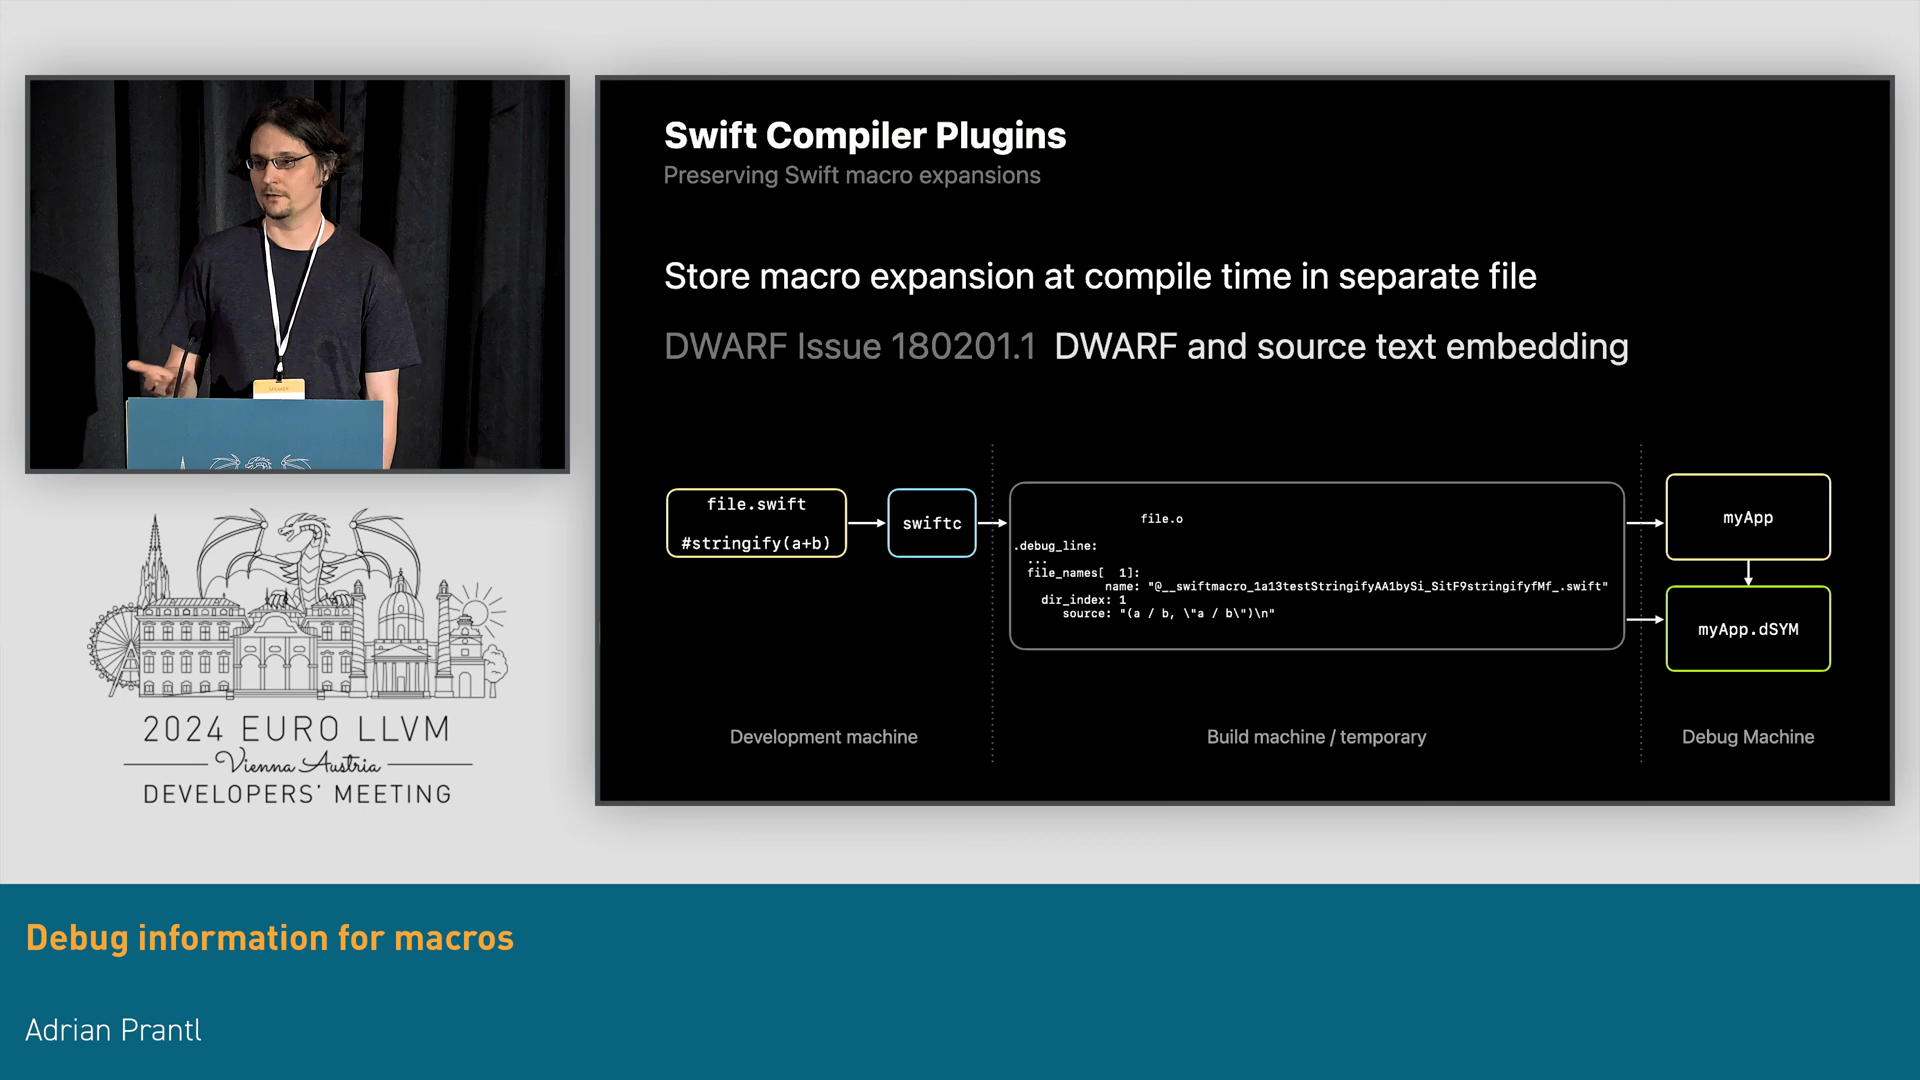 Swift Compiler Plugins
Preserving Swift macro expansions
Store macro expansion at compile time in separate file
DWARF Issue 180201.1 DWARF and source text embedding
file.swift
#stringify(a+b)
swiftc
file.o
.debug_line:
...
file_names[  1]:
name: "@__swiftmacro_1a13testStringifyAA1bySi_SitF9stringifyfMf_.swift"
dir_index: 1
source: "(a / b, \"a / b\")\n"
myApp
myApp.dSYM
Development machine
Build machine / temporary
Debug Machine
SPEAKER
2024 EURO LLVM
Vienna Austria
DEVELOPERS' MEETING
Debug information for macros
Adrian Prantl